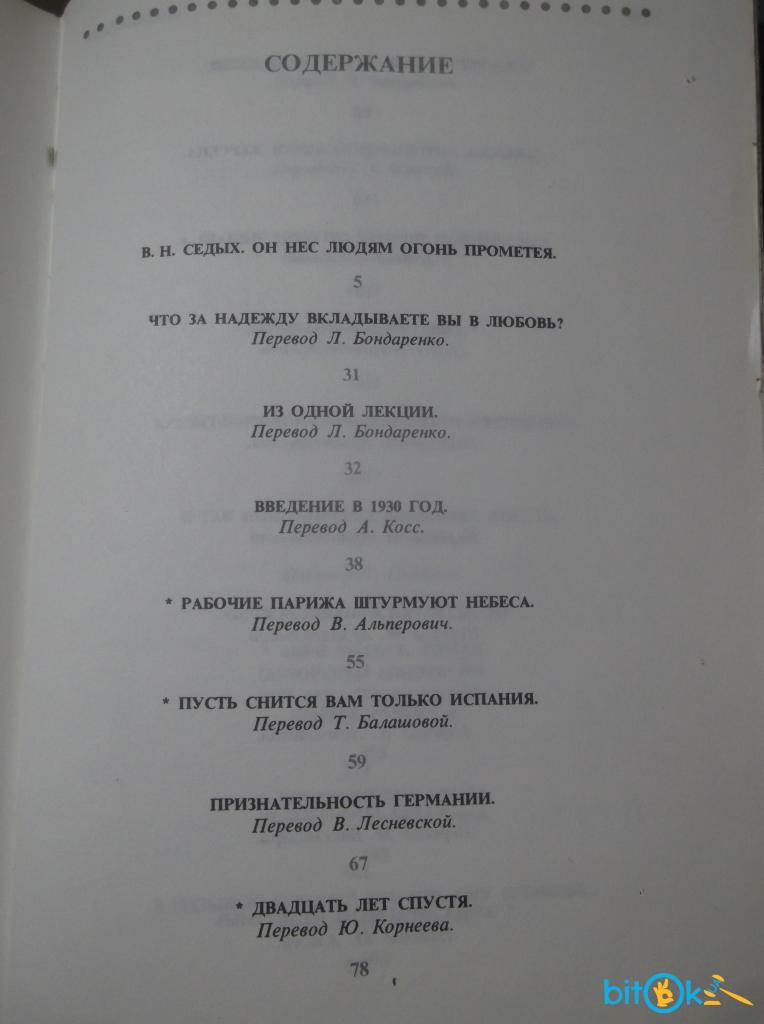 СОДЕРЖАНИЕ
В. Н. СЕДЫХ. ОН НЕС ЛЮДЯМ ОГОНЬ ПРОМЕТЕЯ.
5
ЧТО ЗА НАДЕЖДУ ВКЛАДЫВАЕТЕ ВЫ В ЛЮБОВЬ?
Перевод Л. Бондаренко.
31
ИЗ ОДНОЙ ЛЕКЦИИ.
Перевод Л. Бондаренко.
32
ВВЕДЕНИЕ В 1930 ГОД.
Перевод А. Косс.
38
* РАБОЧИЕ ПАРИЖА ШТУРМУЮТ НЕБЕСА.
Перевод В. Альперович.
55
* ПУСТЬ СНИТСЯ ВАМ ТОЛЬКО ИСПАНИЯ.
Перевод Т. Балашовой.
59
ПРИЗНАТЕЛЬНОСТЬ ГЕРМАНИИ.
Перевод В. Лесневской.
67
* ДВАДЦАТЬ ЛЕТ СПУСТЯ.
Перевод Ю. Корнеева.
78
bitOk